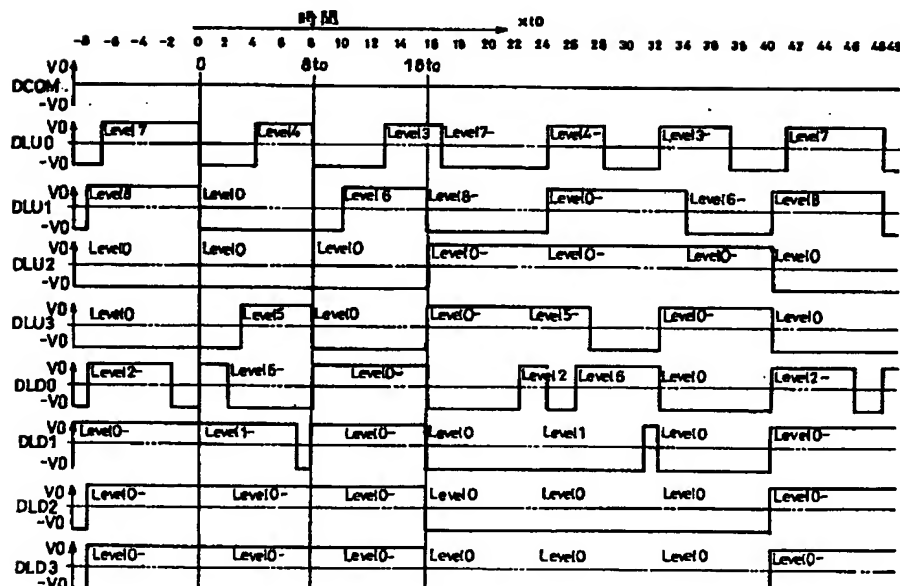 時間 xt0
-8 -6 -4 -2 0 2 4 6 8 10 12 14 16 18 20 22 24 26 28 30 32 34 36 38 40 42 44 46 48
0 8to 16to
V0
DCOM
-V0
V0 Level7 Level4 Level3 Level7- Level4- Level3- Level7
DLU0
-V0
V0 Level8 Level0 Level6 Level8- Level0- Level6- Level8
DLU1
-V0
V0 Level0 Level0 Level0 Level0- Level0- Level0- Level0
DLU2
-V0
V0 Level0 Level5 Level0 Level0- Level5- Level0- Level0
DLU3
-V0
V0 Level2- Level6- Level0- Level2 Level6 Level0 Level2-
DLD0
-V0
V0 Level0- Level1- Level0- Level0 Level1 Level0 Level0-
DLD1
-V0
V0 Level0- Level0- Level0- Level0 Level0 Level0 Level0-
DLD2
-V0
V0 Level0- Level0- Level0- Level0 Level0 Level0 Level0-
DLD3
-V0